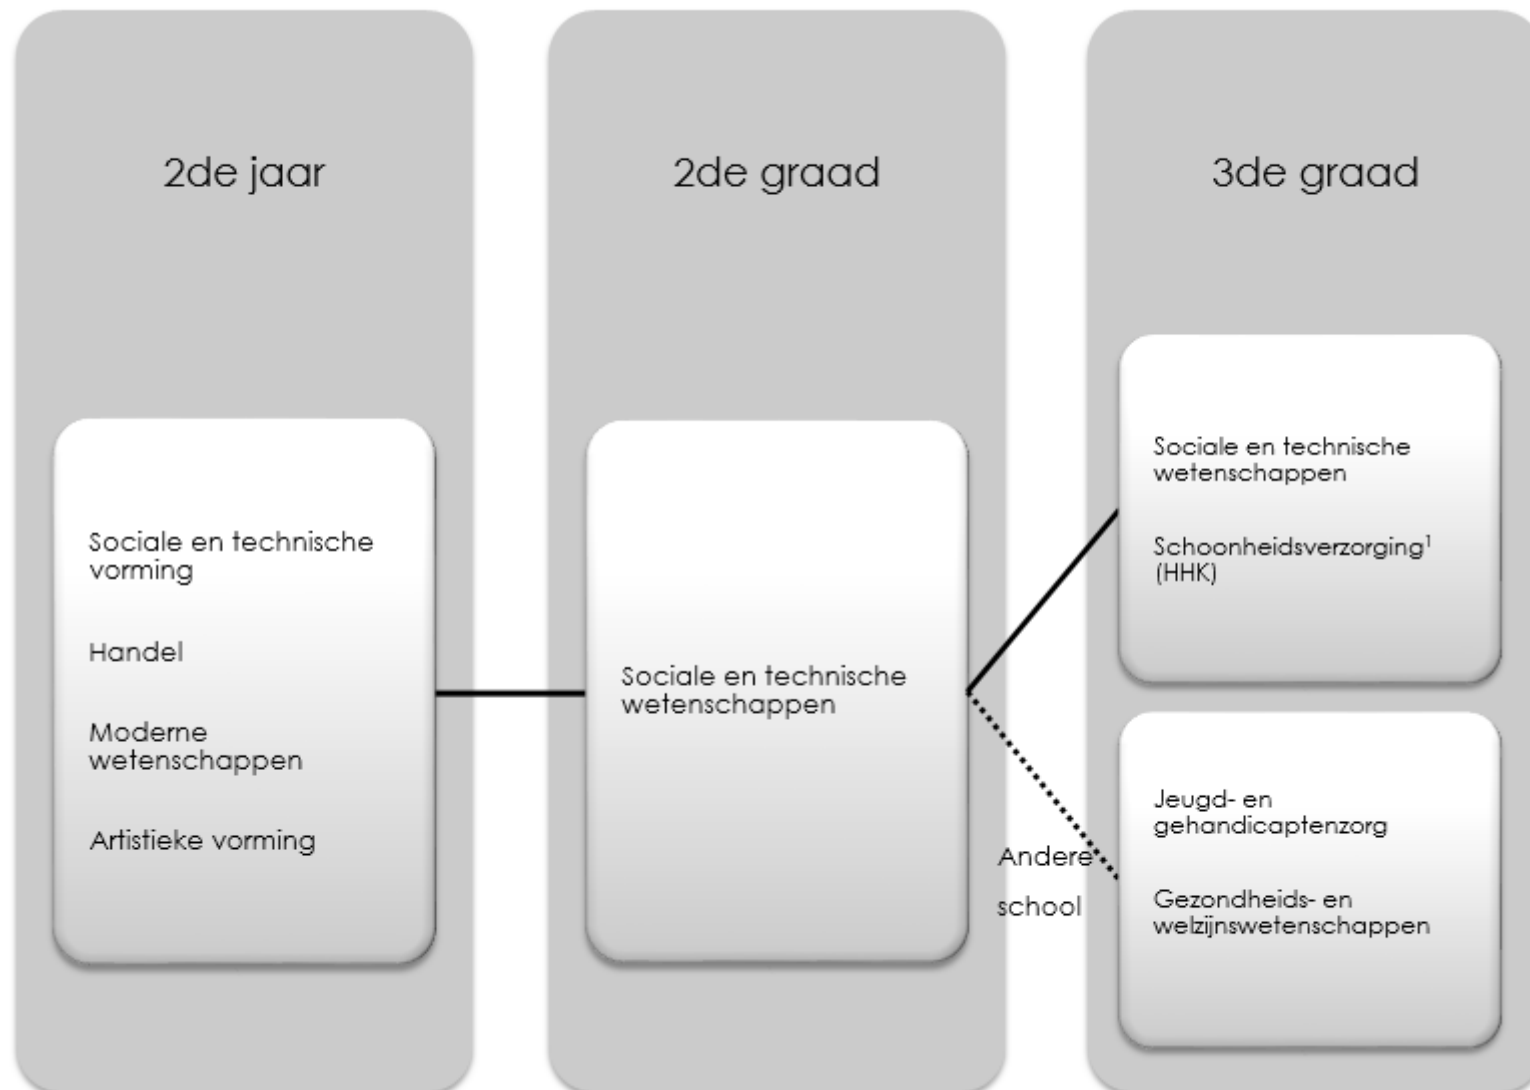 2de jaar
Sociale en technische
vorming
Handel
Moderne
wetenschappen
Artistieke vorming
2de graad
Sociale en technische
wetenschappen
Andere
school
3de graad
Sociale en technische
wetenschappen
Schoonheidsverzorging¹
(HHK)
Jeugd- en
gehandicaptenzorg
Gezondheids- en
welzijnswetenschappen